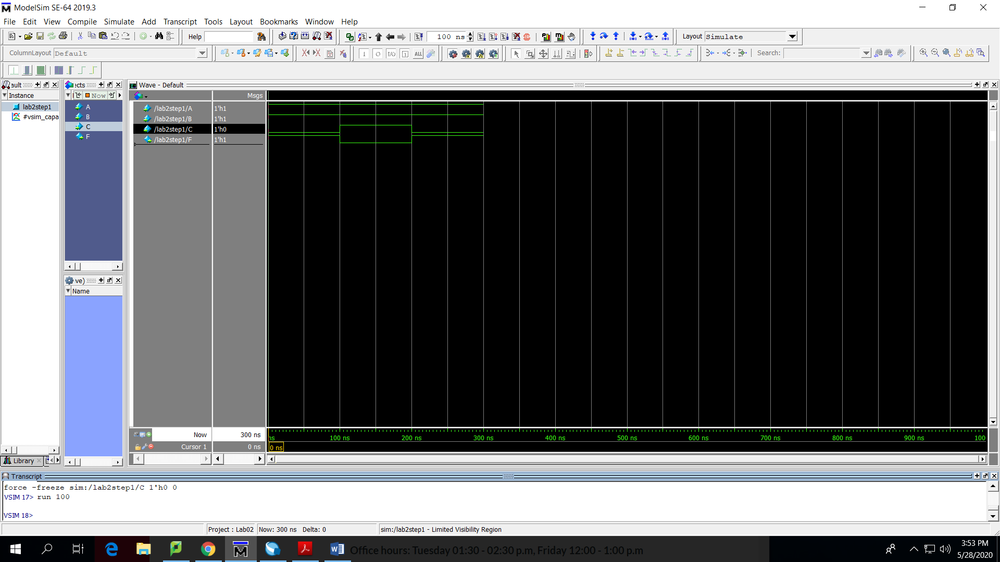 ModelSim SE-64 2019.3
File Edit View Compile Simulate Add Transcript Tools Layout Bookmarks Window Help
Help 100 ns Layout Simulate
ColumnLayout Default ALL Search:
ault ects Wave - Default
Instance Now Msgs
lab2step1 A /lab2step1/A 1'h1
#vsim_capa B /lab2step1/B 1'h1
C /lab2step1/C 1'h0
F /lab2step1/F 1'h1
ve)
Name
Now 300 ns ns 100 ns 200 ns 300 ns 400 ns 500 ns 600 ns 700 ns 800 ns 900 ns 100
Cursor 1 0 ns 0 ns
Library
Transcript
force -freeze sim:/lab2step1/C 1'h0 0
VSIM 17> run 100
VSIM 18>
Project : Lab02 Now: 300 ns Delta: 0 sim:/lab2step1 - Limited Visibility Region
Office hours: Tuesday 01:30 - 02:30 p.m, Friday 12:00 - 1:00 p.m
3:53 PM
5/28/2020